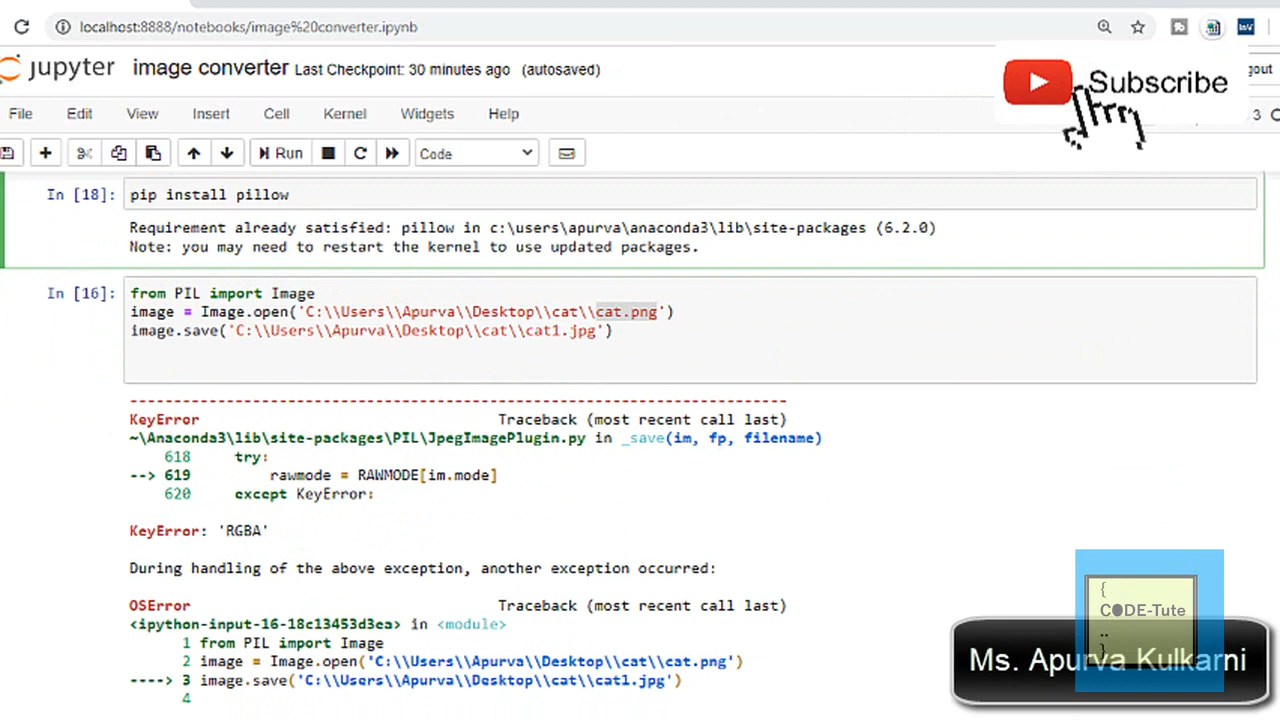 localhost:8888/notebooks/image%20converter.ipynb
jupyter image converter Last Checkpoint: 30 minutes ago (autosaved)
gout
Subscribe
File Edit View Insert Cell Kernel Widgets Help
3
Run Code
In [18]: pip install pillow
Requirement already satisfied: pillow in c:\users\apurva\anaconda3\lib\site-packages (6.2.0)
Note: you may need to restart the kernel to use updated packages.
In [16]: from PIL import Image
image = Image.open('C:\\Users\\Apurva\\Desktop\\cat\\cat.png')
image.save('C:\\Users\\Apurva\\Desktop\\cat\\cat1.jpg')
---------------------------------------------------------------------------
KeyError Traceback (most recent call last)
~\Anaconda3\lib\site-packages\PIL\JpegImagePlugin.py in _save(im, fp, filename)
618 try:
--> 619 rawmode = RAWMODE[im.mode]
620 except KeyError:
KeyError: 'RGBA'
During handling of the above exception, another exception occurred:
OSError Traceback (most recent call last)
<ipython-input-16-18c13453d3ea> in <module>
1 from PIL import Image
2 image = Image.open('C:\\Users\\Apurva\\Desktop\\cat\\cat.png')
----> 3 image.save('C:\\Users\\Apurva\\Desktop\\cat\\cat1.jpg')
4
{
CODE-Tute
..
}
Ms. Apurva Kulkarni